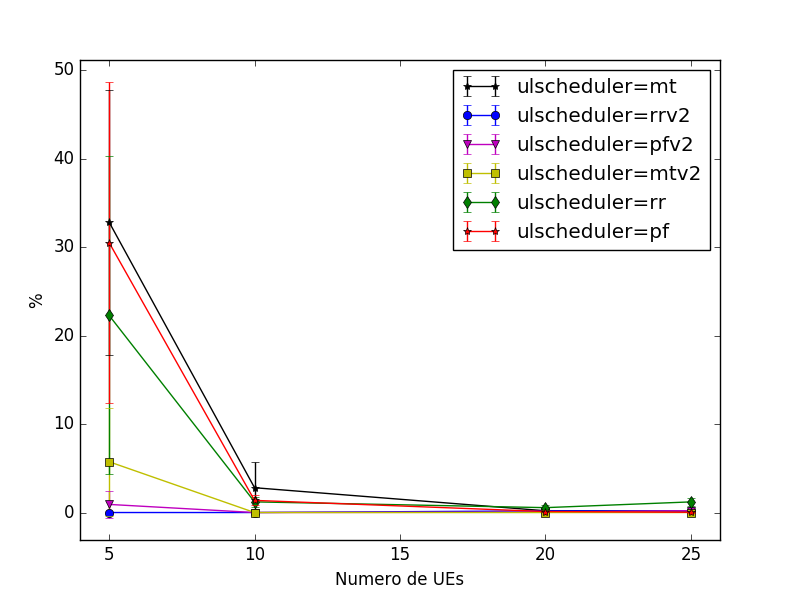 50
40
30
20
10
0
%
5
10
15
20
25
Numero de UEs
ulscheduler=mt
ulscheduler=rrv2
ulscheduler=pfv2
ulscheduler=mtv2
ulscheduler=rr
ulscheduler=pf